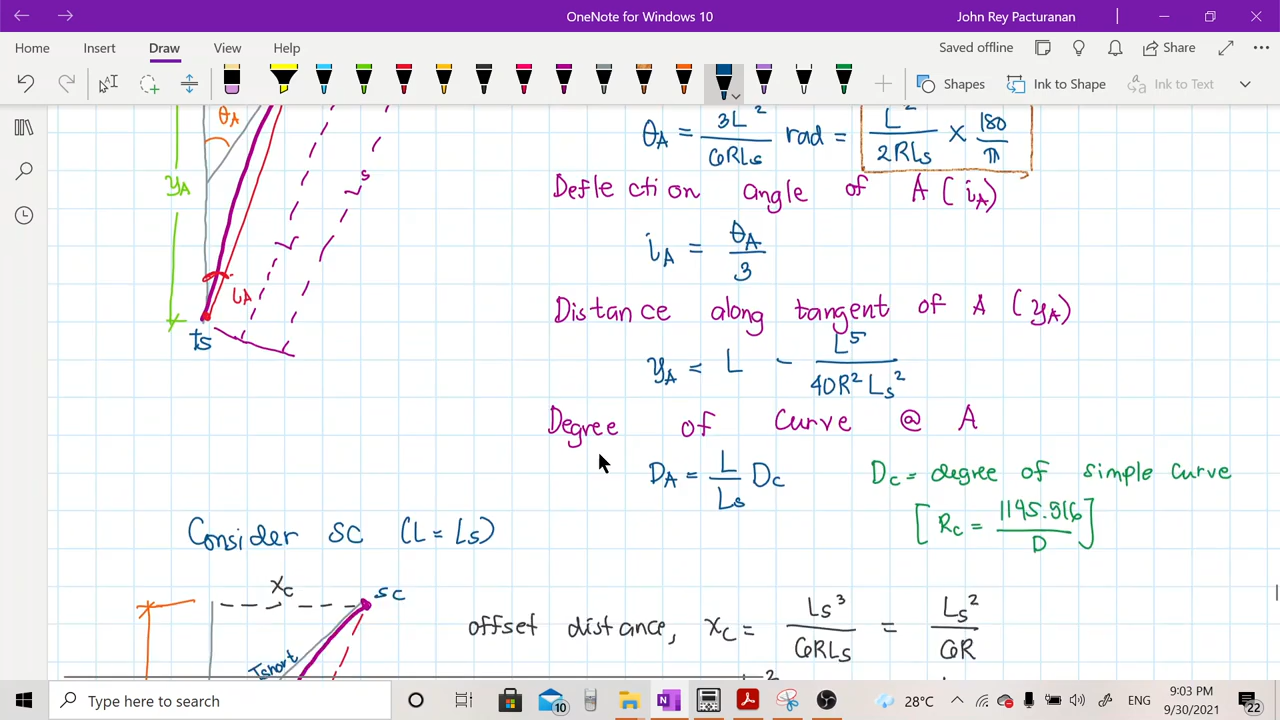 OneNote for Windows 10
John Rey Pacturanan
Home Insert Draw View Help
Saved offline
Share
Shapes
Ink to Shape
Ink to Text
θA
yA
iA
ts
θA = 3L² / 6RLs rad = L² / 2RLs × 180 / π
Deflection angle of A (iA)
iA = θA / 3
Distance along tangent of A (yA)
yA = L - L⁵ / 40R² Ls²
Degree of Curve @ A
DA = L / Ls Dc
Dc = degree of simple curve
[Rc = 1145.916 / D]
Consider SC (L = Ls)
xc
SC
Tshort
offset distance, xc = Ls³ / 6RLs = Ls² / 6R
Type here to search
10
28°C
ENG
9:03 PM
9/30/2021
22